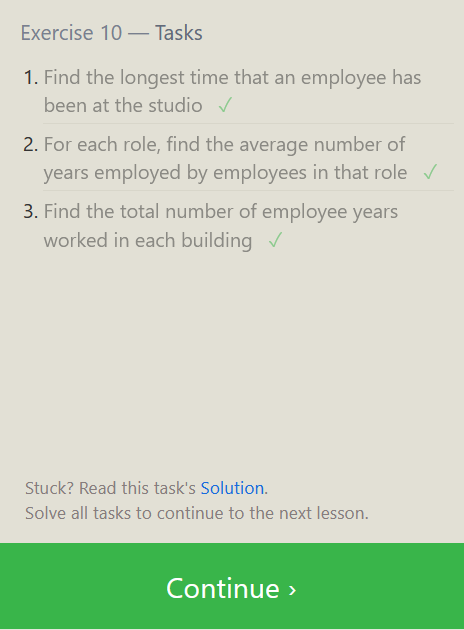 Exercise 10 — Tasks
1. Find the longest time that an employee has
been at the studio ✓
2. For each role, find the average number of
years employed by employees in that role ✓
3. Find the total number of employee years
worked in each building ✓
Stuck? Read this task's Solution.
Solve all tasks to continue to the next lesson.
Continue ›